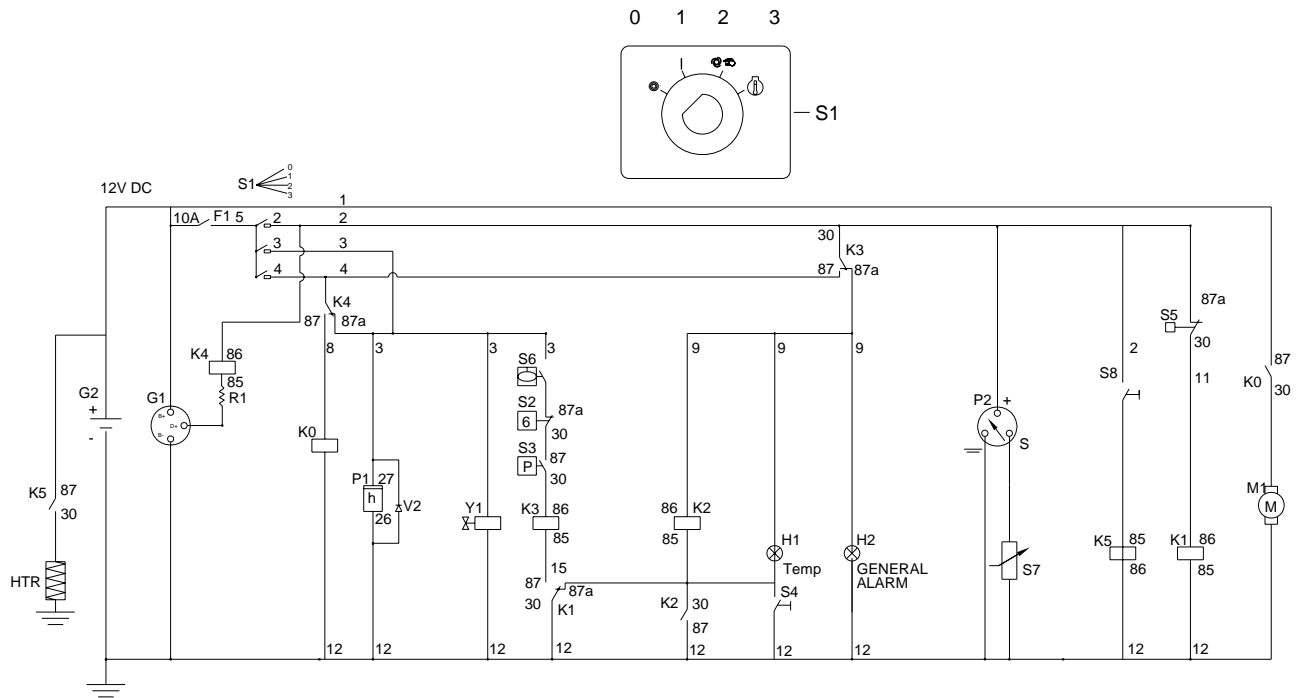 0 1 2 3
S1
12V DC
S1
0
1
2
3
1
10A F1 5 2 2
3 3
4 4
30
K3
87 87a
K4
87 87a
K4 86
85
R1
8 3 3 3
9 9 9
G2
+
-
G1
B+
D+
B-
K0
K5 87
30
HTR
P1 27
h
26
V2
Y1
S6
S2
6
87a
30
S3
P
87
30
K3 86
85
15
87
87a
30
K1
86 K2
85
K2 30
87
H1
Temp
S4
H2
GENERAL
ALARM
P2 +
S
S7
2
S8
K5 85
86
87a
S5
30
11
K1 86
85
87
K0
30
M1
M
12 12 12 12 12 12 12 12 12